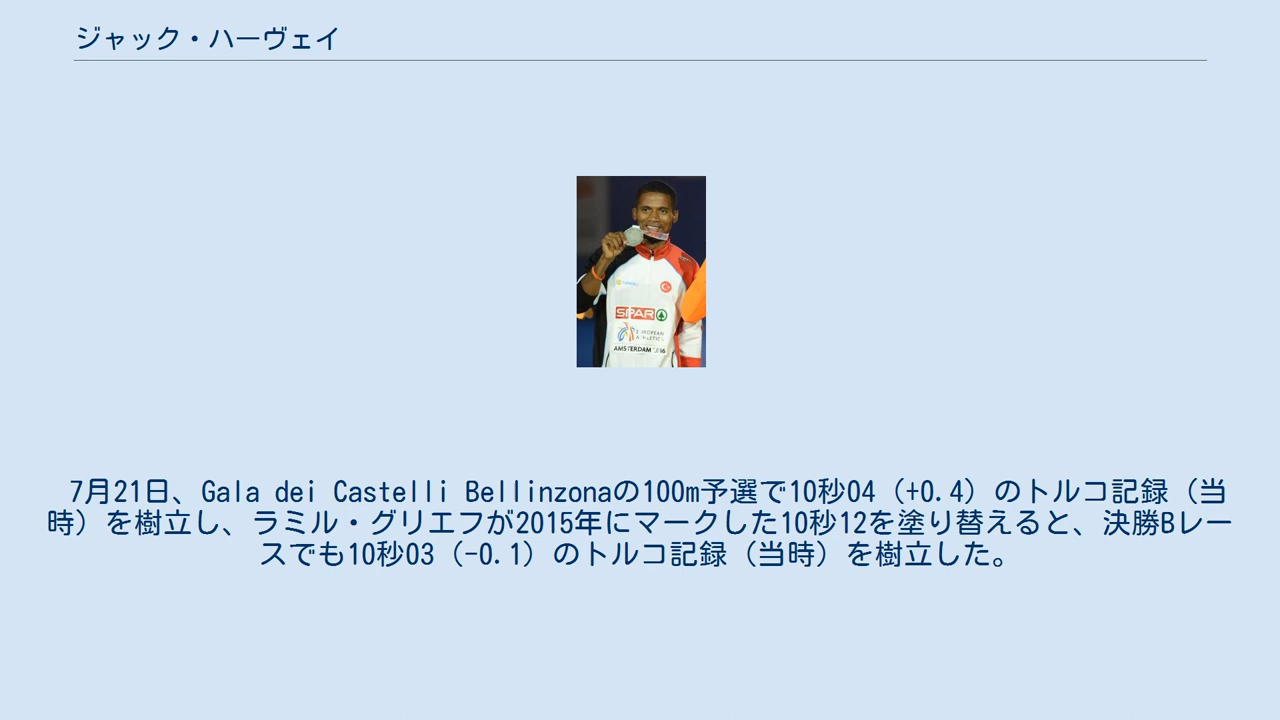 ジャック・ハーヴェイ
SPAR
EUROPEAN
ATHLETICS
AMSTERDAM 2016
7月21日、Gala dei Castelli Bellinzonaの100m予選で10秒04（+0.4）のトルコ記録（当
時）を樹立し、ラミル・グリエフが2015年にマークした10秒12を塗り替えると、決勝Bレー
スでも10秒03（-0.1）のトルコ記録（当時）を樹立した。